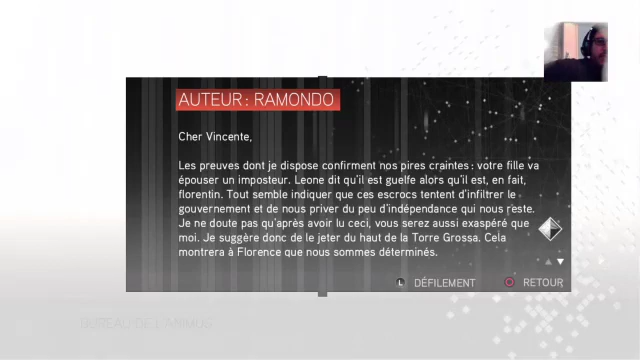 AUTEUR : RAMONDO
Cher Vincente,
Les preuves dont je dispose confirment nos pires craintes : votre fille va
épouser un imposteur. Leone dit qu'il est guelfe alors qu'il est, en fait,
florentin. Tout semble indiquer que ces escrocs tentent d'infiltrer le
gouvernement et de nous priver du peu d'indépendance qui nous reste.
Je ne doute pas qu'après avoir lu ceci, vous serez aussi exaspéré que
moi. Je suggère donc de le jeter du haut de la Torre Grossa. Cela
montrera à Florence que nous sommes déterminés.
L DÉFILEMENT RETOUR
BUREAU DE L'ANIMUS